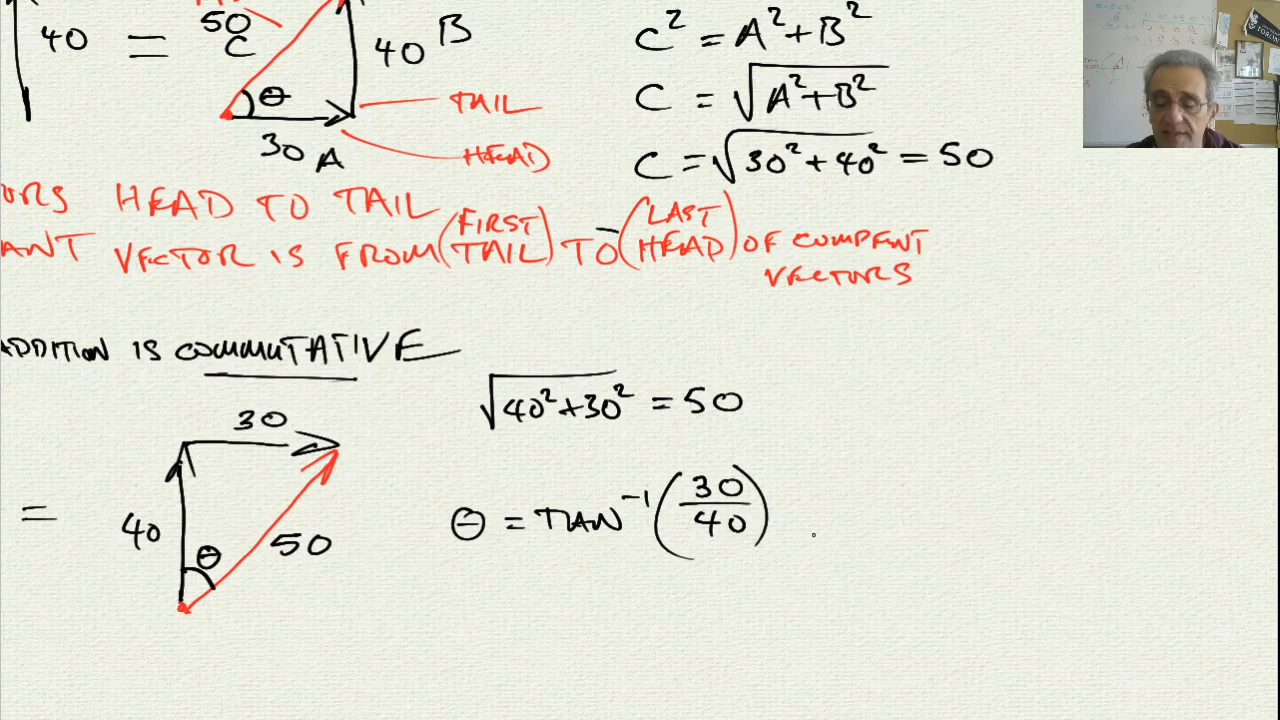 40 = 50 C 40 B
θ
TAIL
30 A HEAD
C² = A² + B²
C = √A² + B²
C = √30² + 40² = 50
ORS HEAD TO TAIL
ANT VECTOR IS FROM (FIRST TAIL) TO (LAST HEAD) OF COMPENT
VECTORS
ADDITION IS COMMUTATIVE
30
√40² + 30² = 50
= 40 θ 50
θ = TAN⁻¹ (30/40)
TORON